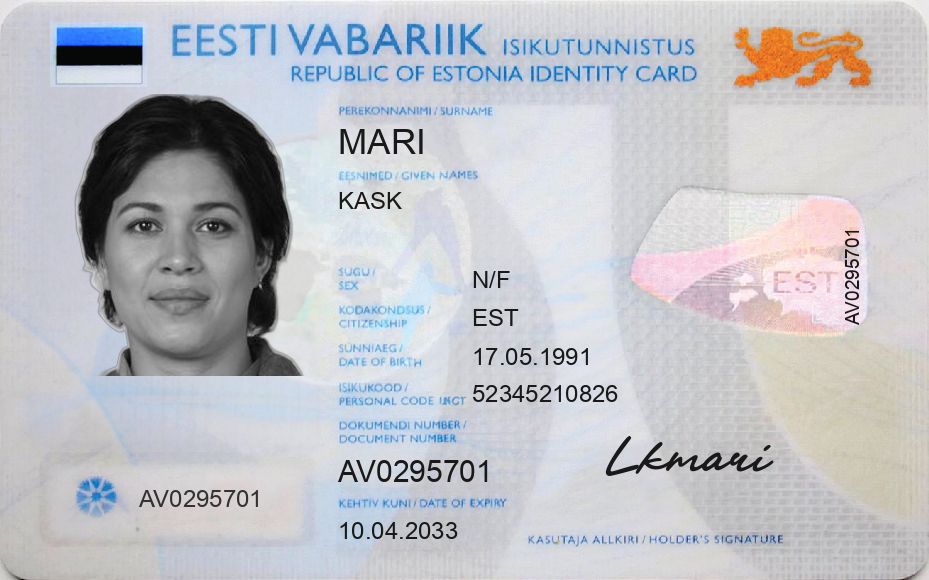 EESTI VABARIIK ISIKUTUNNISTUS
REPUBLIC OF ESTONIA IDENTITY CARD
PEREKONNANIMI / SURNAME
MARI
EESNIMED / GIVEN NAMES
KASK
SUGU /
SEX
N/F
KODAKONDSUS /
CITIZENSHIP
EST
SÜNNIAEG /
DATE OF BIRTH
17.05.1991
ISIKUKOOD /
PERSONAL CODE
52345210826
DOKUMENDI NUMBER /
DOCUMENT NUMBER
AV0295701
KEHTIV KUNI / DATE OF EXPIRY
10.04.2033
AV0295701
EST
AV0295701
Lkmari
KASUTAJA ALLKIRI / HOLDER'S SIGNATURE